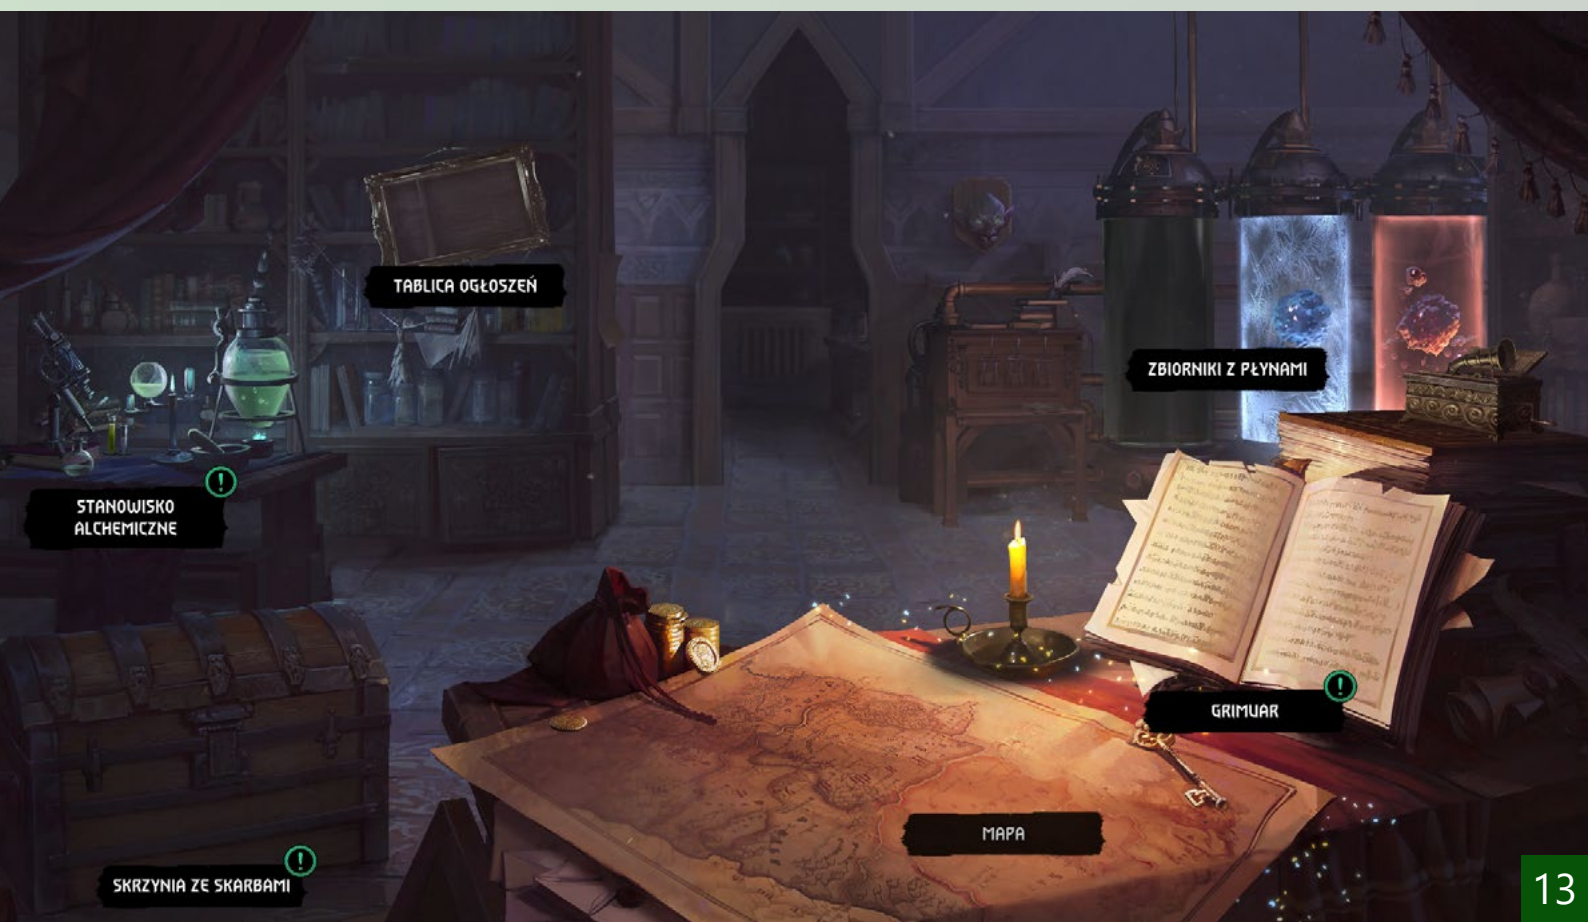 TABLICA OGŁOSZEŃ
ZBIORNIKI Z PŁYNAMI
STANOWISKO
ALCHEMICZNE
GRIMUAR
MAPA
SKRZYNIA ZE SKARBAMI
13